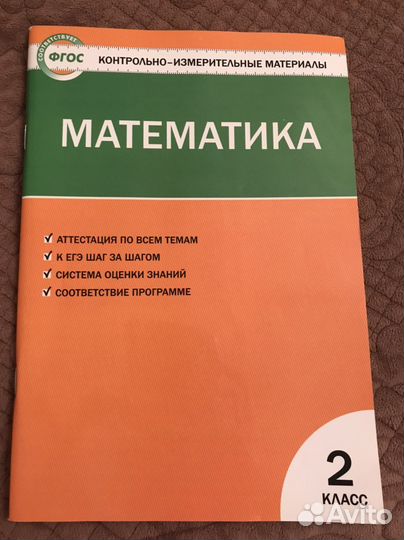 СООТВЕТСТВУЕТ
ФГОС
КОНТРОЛЬНО-ИЗМЕРИТЕЛЬНЫЕ МАТЕРИАЛЫ
МАТЕМАТИКА
АТТЕСТАЦИЯ ПО ВСЕМ ТЕМАМ
К ЕГЭ ШАГ ЗА ШАГОМ
СИСТЕМА ОЦЕНКИ ЗНАНИЙ
СООТВЕТСТВИЕ ПРОГРАММЕ
2
КЛАСС
Avito